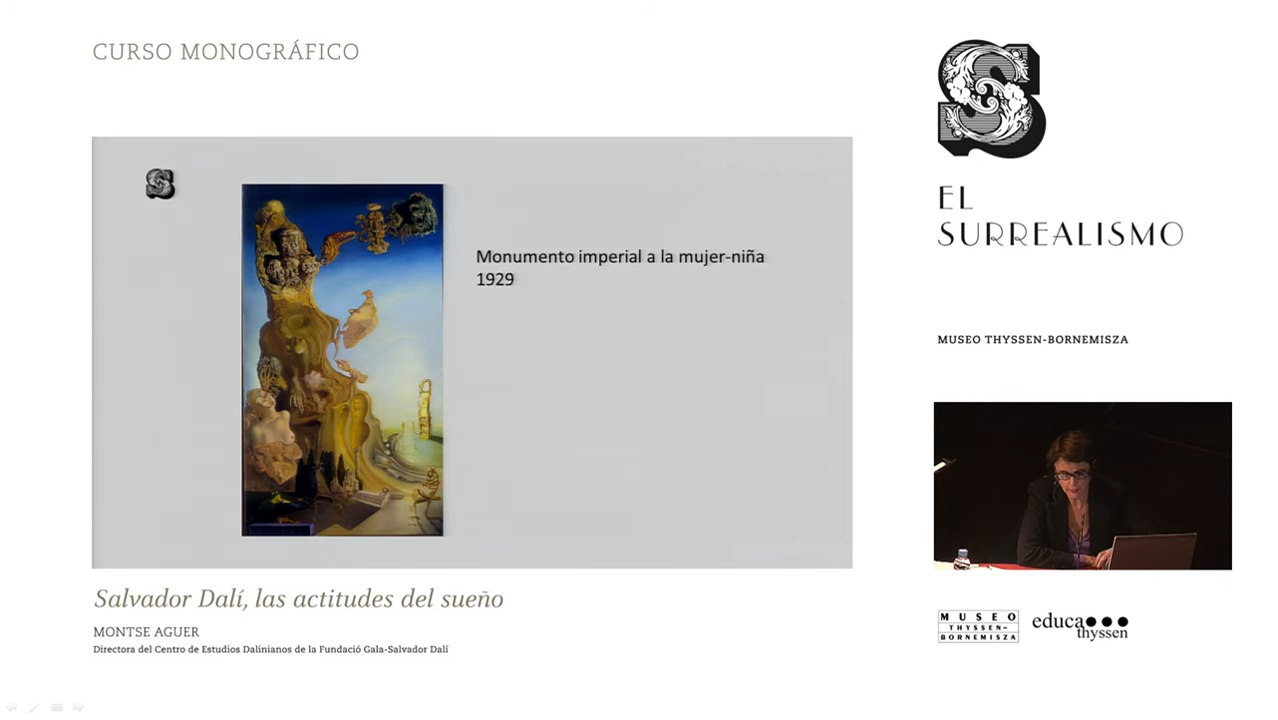 CURSO MONOGRÁFICO
S
EL
SURREALISMO
S
Monumento imperial a la mujer-niña
1929
MUSEO THYSSEN-BORNEMISZA
Salvador Dalí, las actitudes del sueño
MONTSE AGUER
Directora del Centro de Estudios Dalinianos de la Fundació Gala-Salvador Dalí
MUSEO
THYSSEN-
BORNEMISZA
educa
thyssen